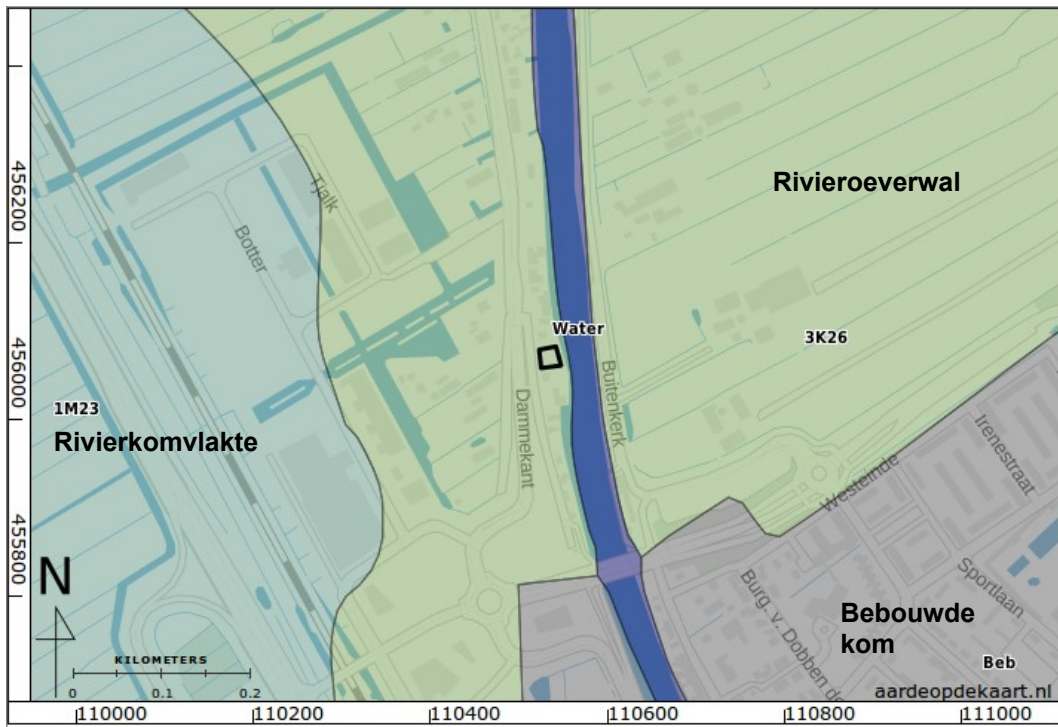 Rivieroeverwal
Tjalk
Botter
456200
Water
3K26
456000
1M23
Rivierkomvlakte
Buitenkerk
Dammekant
Irenestraat
Westeinde
455800
N
Sportlaan
Burg. v. Dobben de
Bebouwde
kom
Beb
KILOMETERS
0 0.1 0.2
aardeopdekaart.nl
110000 110200 110400 110600 110800 111000